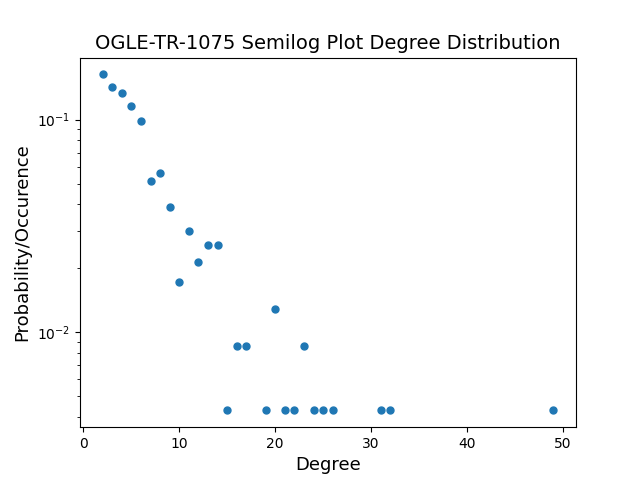 OGLE-TR-1075 Semilog Plot Degree Distribution
Probability/Occurence
10⁻¹
10⁻²
0 10 20 30 40 50
Degree